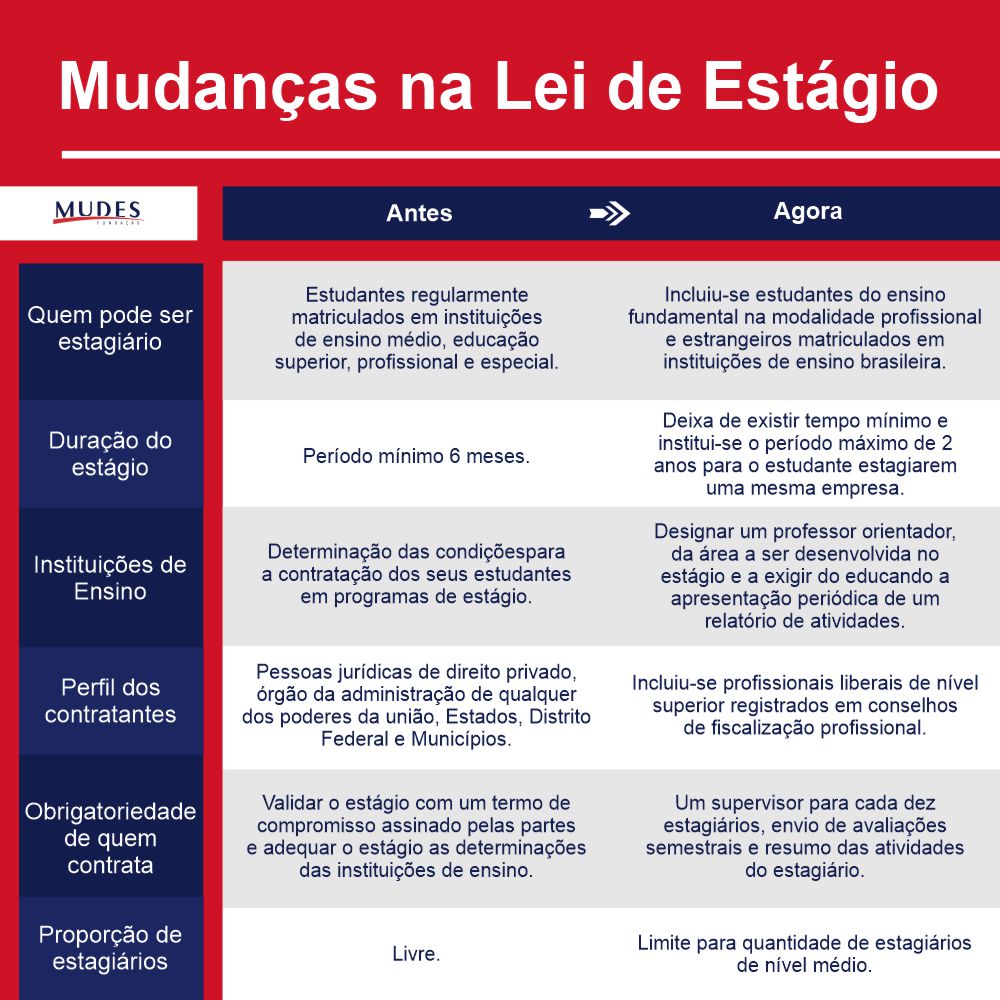 Mudanças na Lei de Estágio
MUDES
FUNDAÇÃO
Antes
Agora
Quem pode ser
estagiário
Estudantes regularmente
matriculados em instituições
de ensino médio, educação
superior, profissional e especial.
Incluiu-se estudantes do ensino
fundamental na modalidade profissional
e estrangeiros matriculados em
instituições de ensino brasileira.
Duração do
estágio
Período mínimo 6 meses.
Deixa de existir tempo mínimo e
institui-se o período máximo de 2
anos para o estudante estagiarem
uma mesma empresa.
Instituições de
Ensino
Determinação das condiçõespara
a contratação dos seus estudantes
em programas de estágio.
Designar um professor orientador,
da área a ser desenvolvida no
estágio e a exigir do educando a
apresentação periódica de um
relatório de atividades.
Perfil dos
contratantes
Pessoas jurídicas de direito privado,
órgão da administração de qualquer
dos poderes da união, Estados, Distrito
Federal e Municípios.
Incluiu-se profissionais liberais de nível
superior registrados em conselhos
de fiscalização profissional.
Obrigatoriedade
de quem
contrata
Validar o estágio com um termo de
compromisso assinado pelas partes
e adequar o estágio as determinações
das instituições de ensino.
Um supervisor para cada dez
estagiários, envio de avaliações
semestrais e resumo das atividades
do estagiário.
Proporção de
estagiários
Livre.
Limite para quantidade de estagiários
de nível médio.